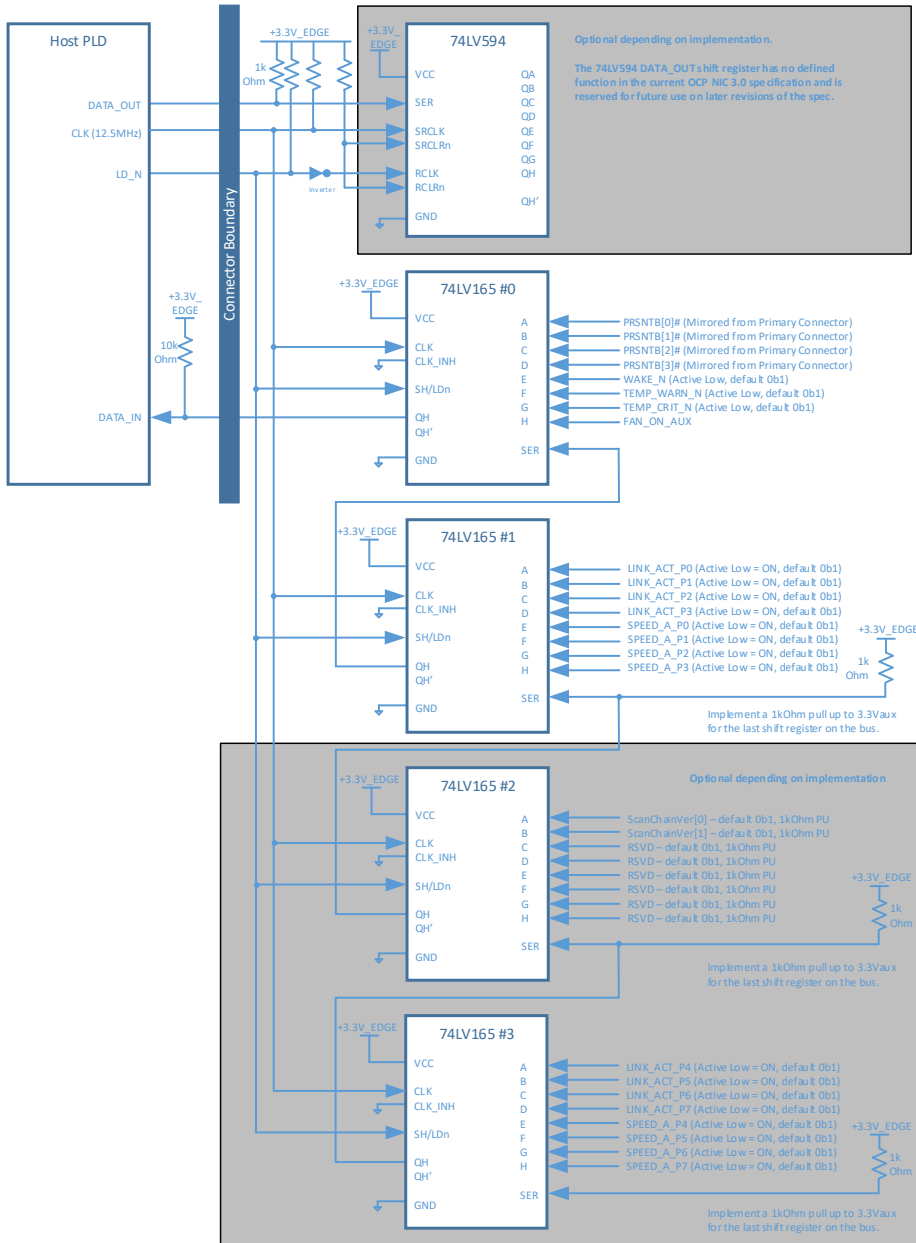 Host PLD
DATA_OUT
CLK (12.5MHz)
LD_N
+3.3V_
EDGE
10k
Ohm
DATA_IN
Connector Boundary
+3.3V_EDGE
1k
Ohm
Inverter
+3.3V_
EDGE
74LV594
VCC
SER
SRCLK
SRCLRn
RCLK
RCLRn
GND
QA
QB
QC
QD
QE
QF
QG
QH
QH'
Optional depending on implementation.
The 74LV594 DATA_OUT shift register has no defined
function in the current OCP NIC 3.0 specification and is
reserved for future use on later revisions of the spec.
+3.3V_EDGE
74LV165 #0
VCC
CLK
CLK_INH
SH/LDn
QH
QH'
GND
A
B
C
D
E
F
G
H
SER
PRSNTB[0]# (Mirrored from Primary Connector)
PRSNTB[1]# (Mirrored from Primary Connector)
PRSNTB[2]# (Mirrored from Primary Connector)
PRSNTB[3]# (Mirrored from Primary Connector)
WAKE_N (Active Low, default 0b1)
TEMP_WARN_N (Active Low, default 0b1)
TEMP_CRIT_N (Active Low, default 0b1)
FAN_ON_AUX
+3.3V_EDGE
74LV165 #1
VCC
CLK
CLK_INH
SH/LDn
QH
QH'
GND
A
B
C
D
E
F
G
H
SER
LINK_ACT_P0 (Active Low = ON, default 0b1)
LINK_ACT_P1 (Active Low = ON, default 0b1)
LINK_ACT_P2 (Active Low = ON, default 0b1)
LINK_ACT_P3 (Active Low = ON, default 0b1)
SPEED_A_P0 (Active Low = ON, default 0b1)
SPEED_A_P1 (Active Low = ON, default 0b1)
SPEED_A_P2 (Active Low = ON, default 0b1)
SPEED_A_P3 (Active Low = ON, default 0b1)
+3.3V_EDGE
1k
Ohm
Implement a 1kOhm pull up to 3.3Vaux
for the last shift register on the bus.
+3.3V_EDGE
74LV165 #2
VCC
CLK
CLK_INH
SH/LDn
QH
QH'
GND
A
B
C
D
E
F
G
H
SER
Optional depending on implementation
ScanChainVer[0] – default 0b1, 1kOhm PU
ScanChainVer[1] – default 0b1, 1kOhm PU
RSVD – default 0b1, 1kOhm PU
RSVD – default 0b1, 1kOhm PU
RSVD – default 0b1, 1kOhm PU
RSVD – default 0b1, 1kOhm PU
RSVD – default 0b1, 1kOhm PU
RSVD – default 0b1, 1kOhm PU
+3.3V_EDGE
1k
Ohm
Implement a 1kOhm pull up to 3.3Vaux
for the last shift register on the bus.
+3.3V_EDGE
74LV165 #3
VCC
CLK
CLK_INH
SH/LDn
QH
QH'
GND
A
B
C
D
E
F
G
H
SER
LINK_ACT_P4 (Active Low = ON, default 0b1)
LINK_ACT_P5 (Active Low = ON, default 0b1)
LINK_ACT_P6 (Active Low = ON, default 0b1)
LINK_ACT_P7 (Active Low = ON, default 0b1)
SPEED_A_P4 (Active Low = ON, default 0b1)
SPEED_A_P5 (Active Low = ON, default 0b1)
SPEED_A_P6 (Active Low = ON, default 0b1)
SPEED_A_P7 (Active Low = ON, default 0b1)
+3.3V_EDGE
1k
Ohm
Implement a 1kOhm pull up to 3.3Vaux
for the last shift register on the bus.